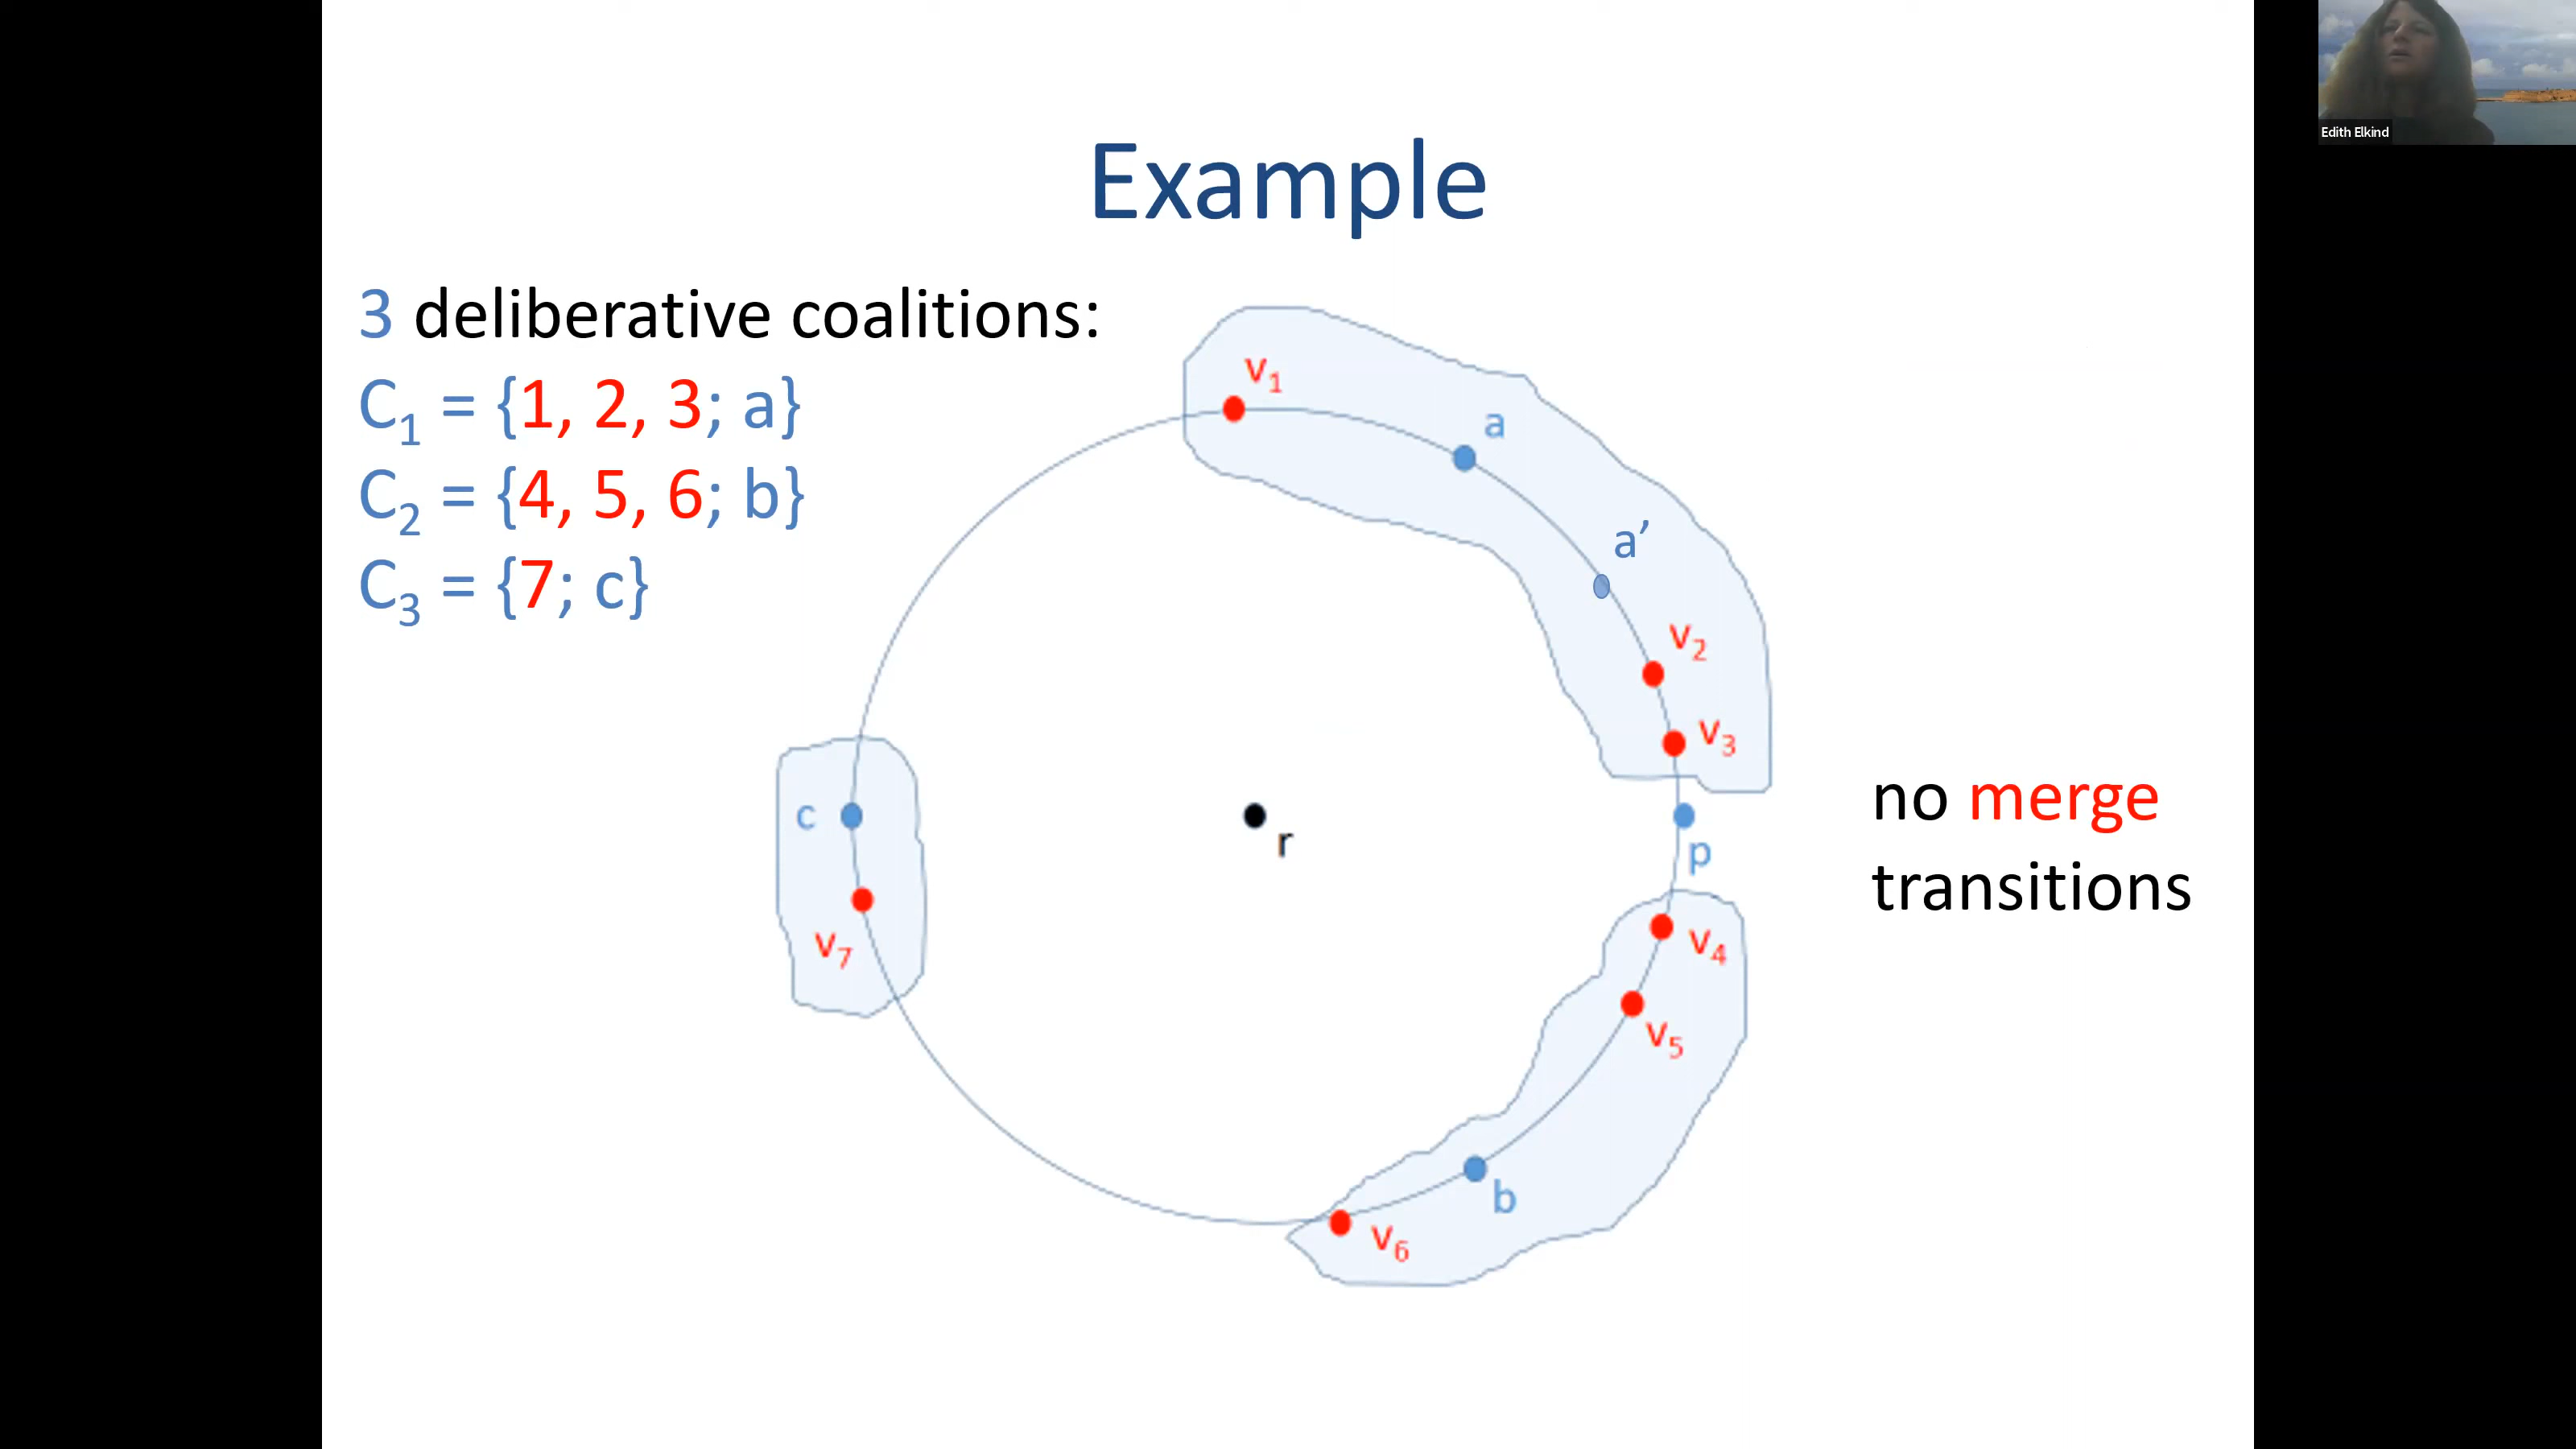 Edith Elkind
Example
3 deliberative coalitions:
C₁ = {1, 2, 3; a}
C₂ = {4, 5, 6; b}
C₃ = {7; c}
v₁
a
a’
v₂
v₃
c
r
p
v₇
v₄
v₅
b
v₆
no merge
transitions